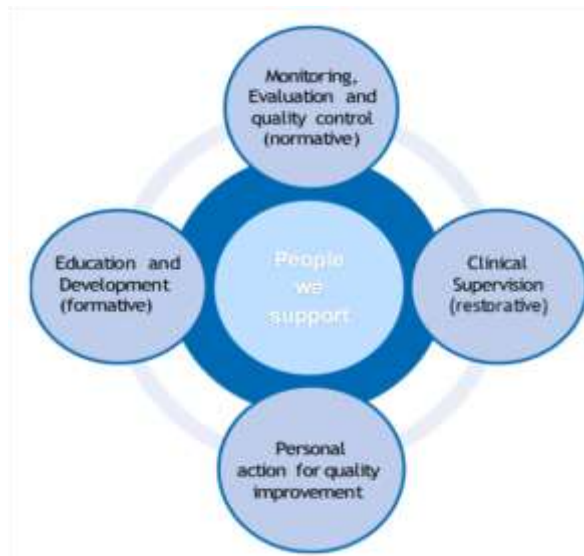 Monitoring,
Evaluation and
quality control
(normative)
Education and
Development
(formative)
People
we
support
Clinical
Supervision
(restorative)
Personal
action for quality
improvement